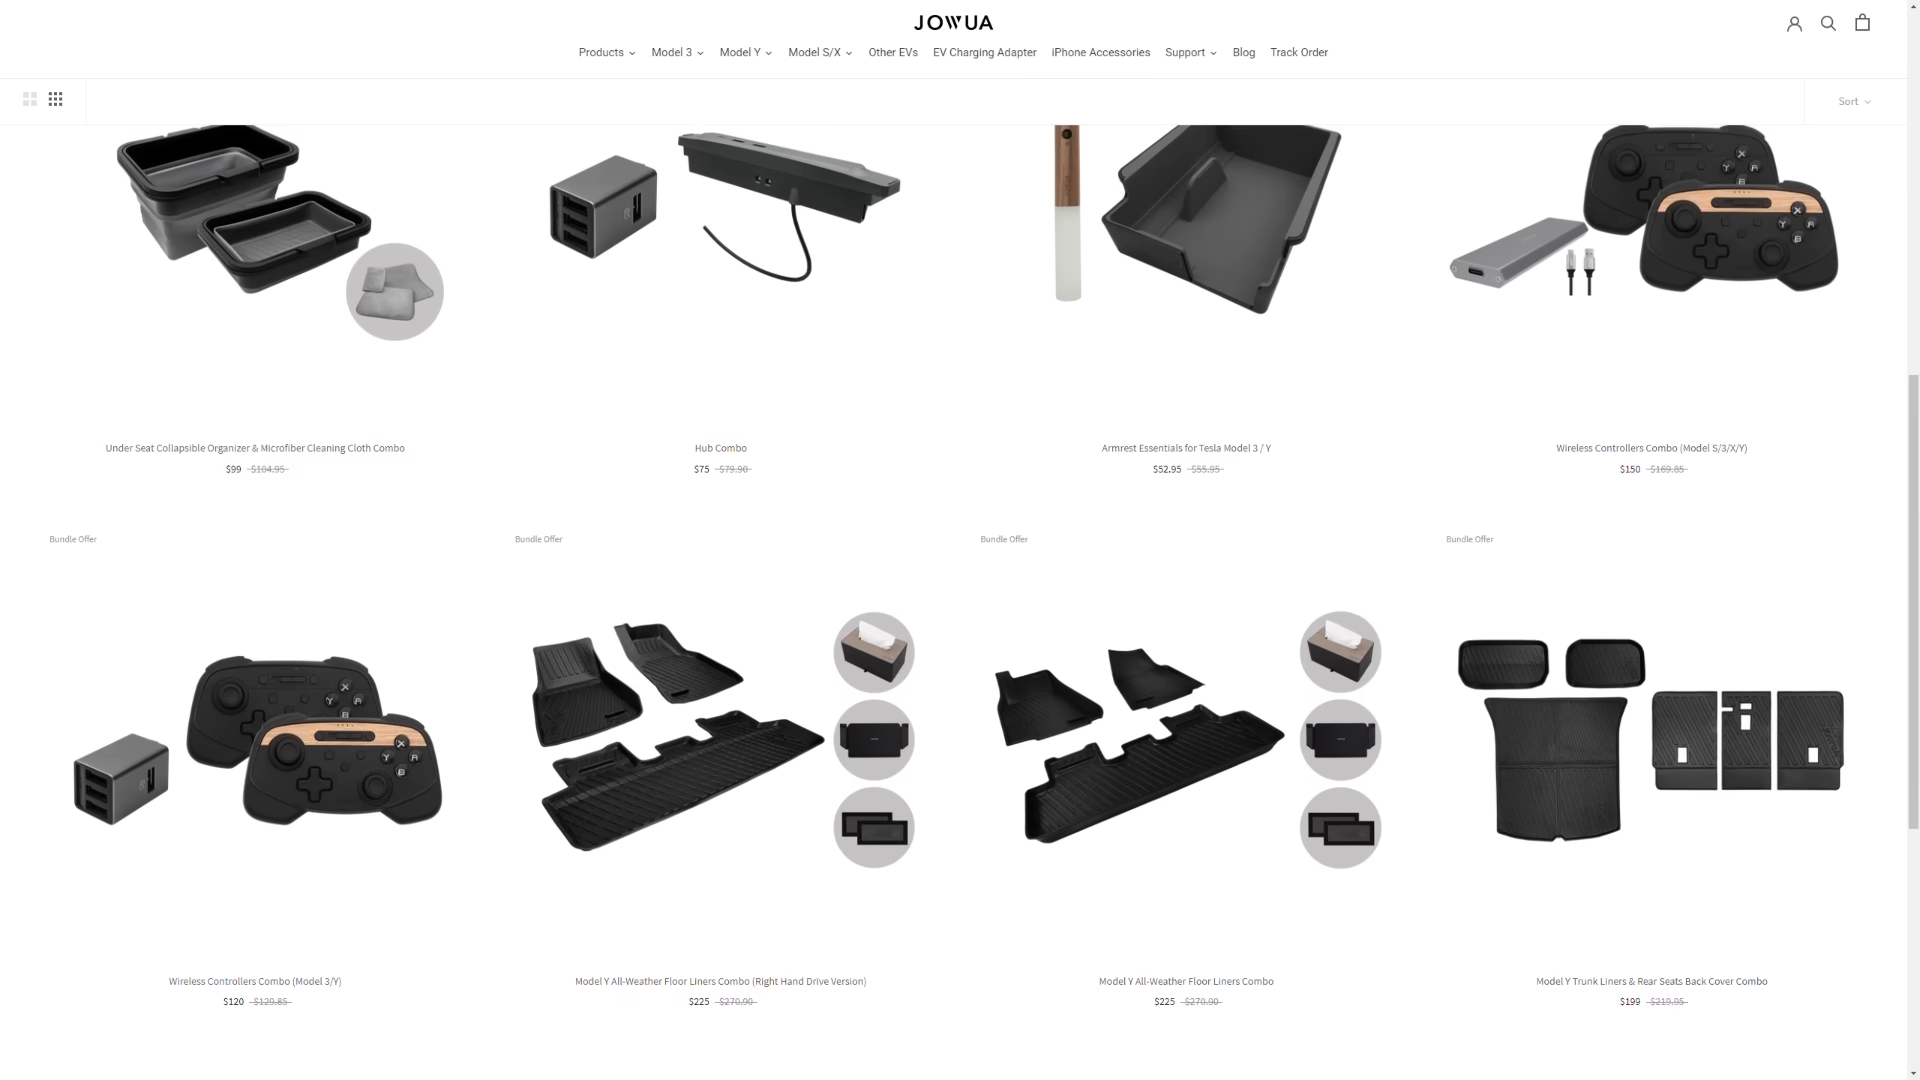 JOWUA
Products
Model 3
Model Y
Model S/X
Other EVs
EV Charging Adapter
iPhone Accessories
Support
Blog
Track Order
Sort
Under Seat Collapsible Organizer & Microfiber Cleaning Cloth Combo
$99 $104.95
Hub Combo
$75 $79.90
Armrest Essentials for Tesla Model 3 / Y
$52.95 $55.95
Wireless Controllers Combo (Model S/3/X/Y)
$150 $169.85
Bundle Offer
Bundle Offer
Bundle Offer
Bundle Offer
Wireless Controllers Combo (Model 3/Y)
$120 $129.85
Model Y All-Weather Floor Liners Combo (Right Hand Drive Version)
$225 $270.90
Model Y All-Weather Floor Liners Combo
$225 $270.90
Model Y Trunk Liners & Rear Seats Back Cover Combo
$199 $219.95